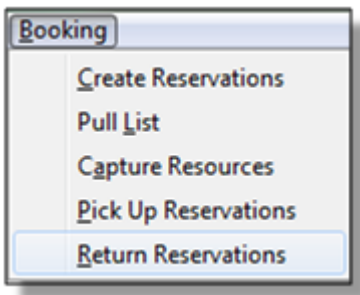 Booking
Create Reservations
Pull List
Capture Resources
Pick Up Reservations
Return Reservations